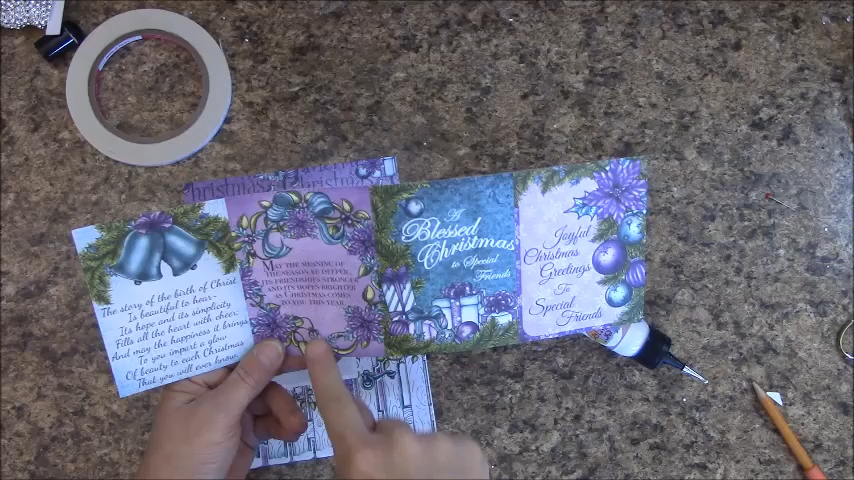 Christmas
Christmas
The story of the birth of Christ
Is beautiful to hear-
It's hope and its simplicity
Fills all the heart with cheer.
And may the happiness it brings
To you impart a glow
Of beauty to each Christmas
That you will ever know.
May the meaning of
the season be deeper,
its friendships stronger
and its hopes brighter
as Christmas comes
to you this year.
A
Blessed
Christmas
to Special
Friends
Joyful
Christmas
Greetings
To
Special
Friends